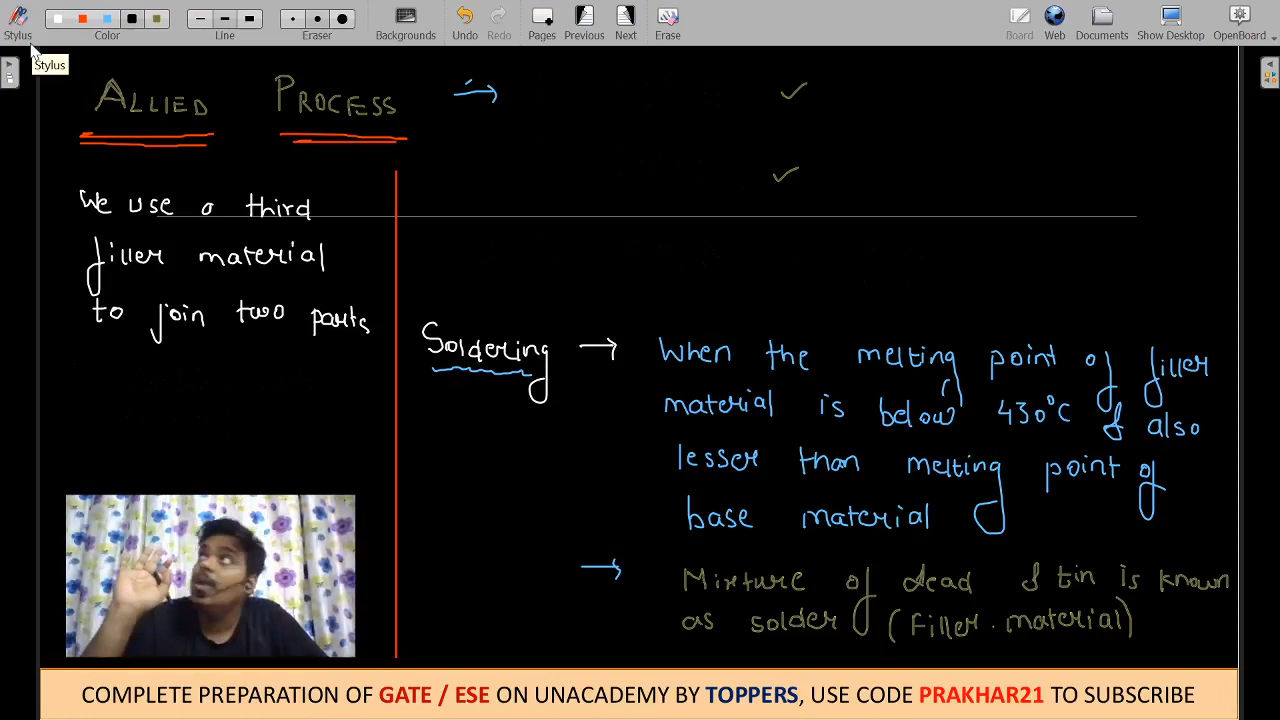 Stylus
Color
Line
Eraser
Backgrounds
Undo
Redo
Pages
Previous
Next
Erase
Board
Web
Documents
Show Desktop
OpenBoard
Stylus
ALLIED PROCESS →
We use a third
filler material
to join two parts
Soldering → When the melting point of filler
material is below 430°C & also
lesser than melting point of
base material
→ Mixture of dead & tin is known
as solder (filler material)
COMPLETE PREPARATION OF GATE / ESE ON UNACADEMY BY TOPPERS, USE CODE PRAKHAR21 TO SUBSCRIBE